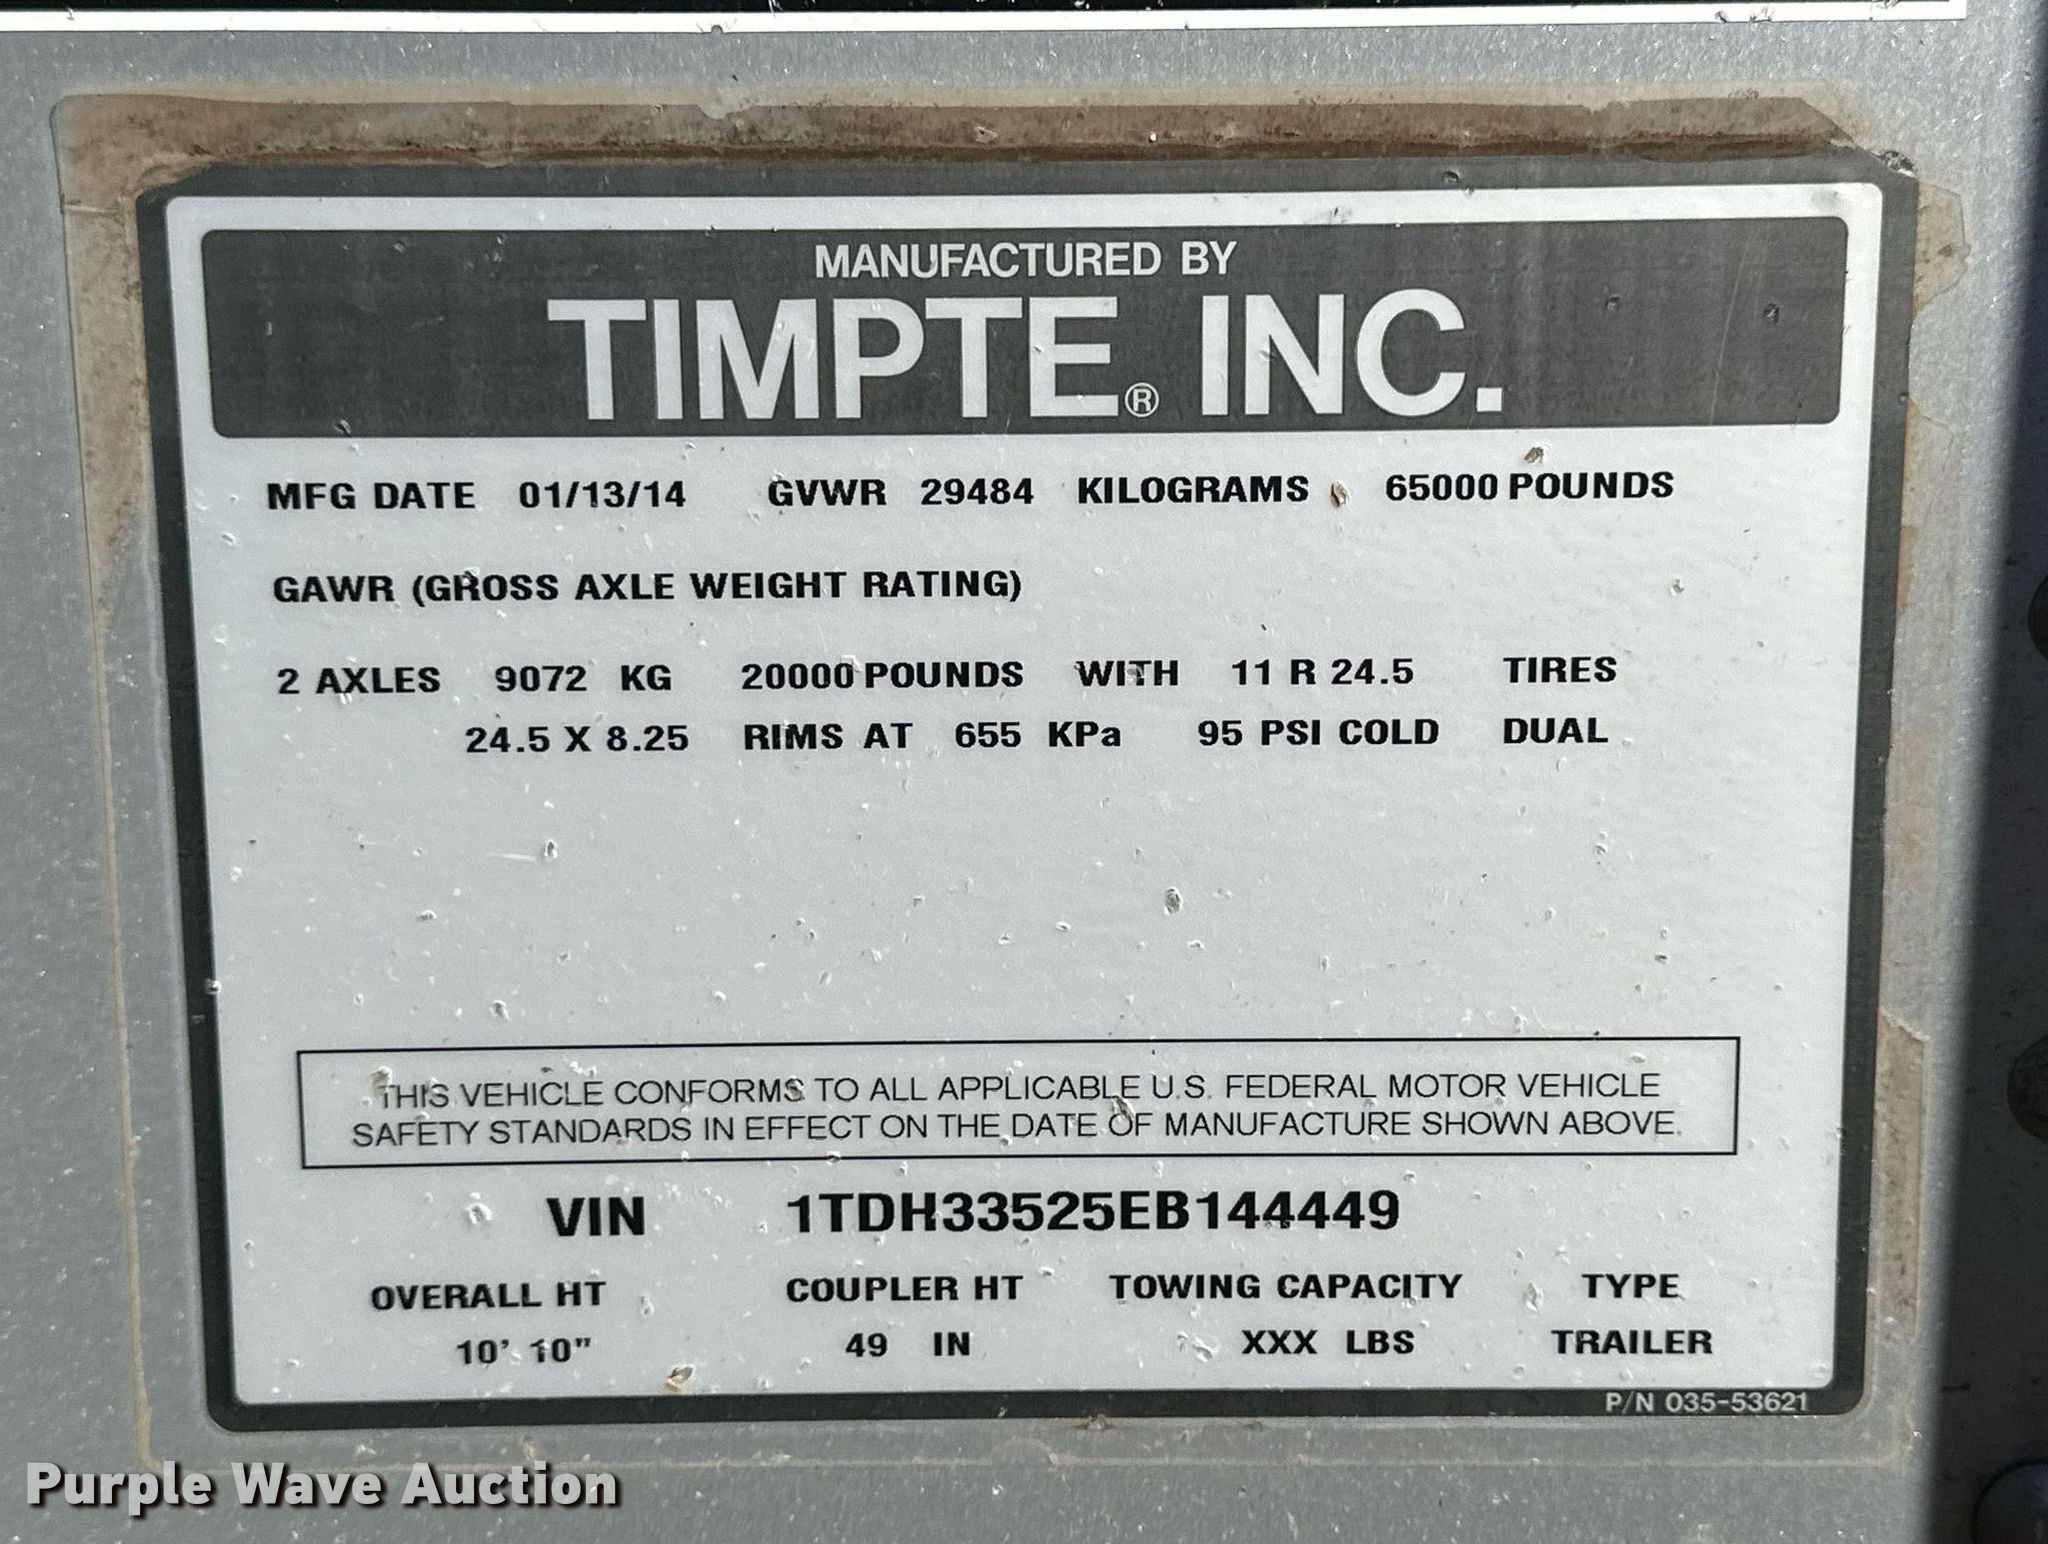 MANUFACTURED BY
TIMPTE® INC.
MFG DATE 01/13/14 GVWR 29484 KILOGRAMS 65000 POUNDS
GAWR (GROSS AXLE WEIGHT RATING)
2 AXLES 9072 KG 20000 POUNDS WITH 11 R 24.5 TIRES
24.5 X 8.25 RIMS AT 655 KPa 95 PSI COLD DUAL
THIS VEHICLE CONFORMS TO ALL APPLICABLE U.S. FEDERAL MOTOR VEHICLE
SAFETY STANDARDS IN EFFECT ON THE DATE OF MANUFACTURE SHOWN ABOVE.
VIN 1TDH33525EB144449
OVERALL HT COUPLER HT TOWING CAPACITY TYPE
10' 10" 49 IN XXX LBS TRAILER
P/N 035-53621
Purple Wave Auction